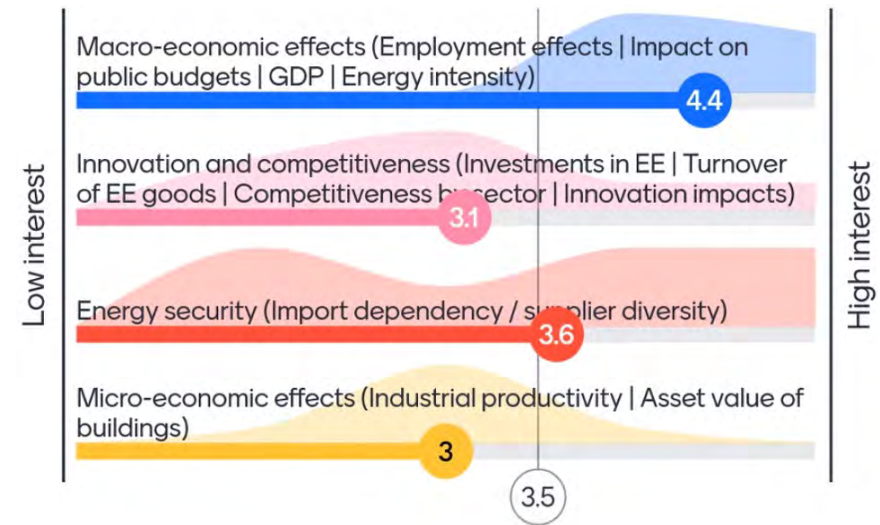 Macro-economic effects (Employment effects | Impact on
public budgets | GDP | Energy intensity)
4.4
Innovation and competitiveness (Investments in EE | Turnover
of EE goods | Competitiveness by sector | Innovation impacts)
3.1
Energy security (Import dependency / supplier diversity)
3.6
Micro-economic effects (Industrial productivity | Asset value of
buildings)
3
3.5
Low interest
High interest